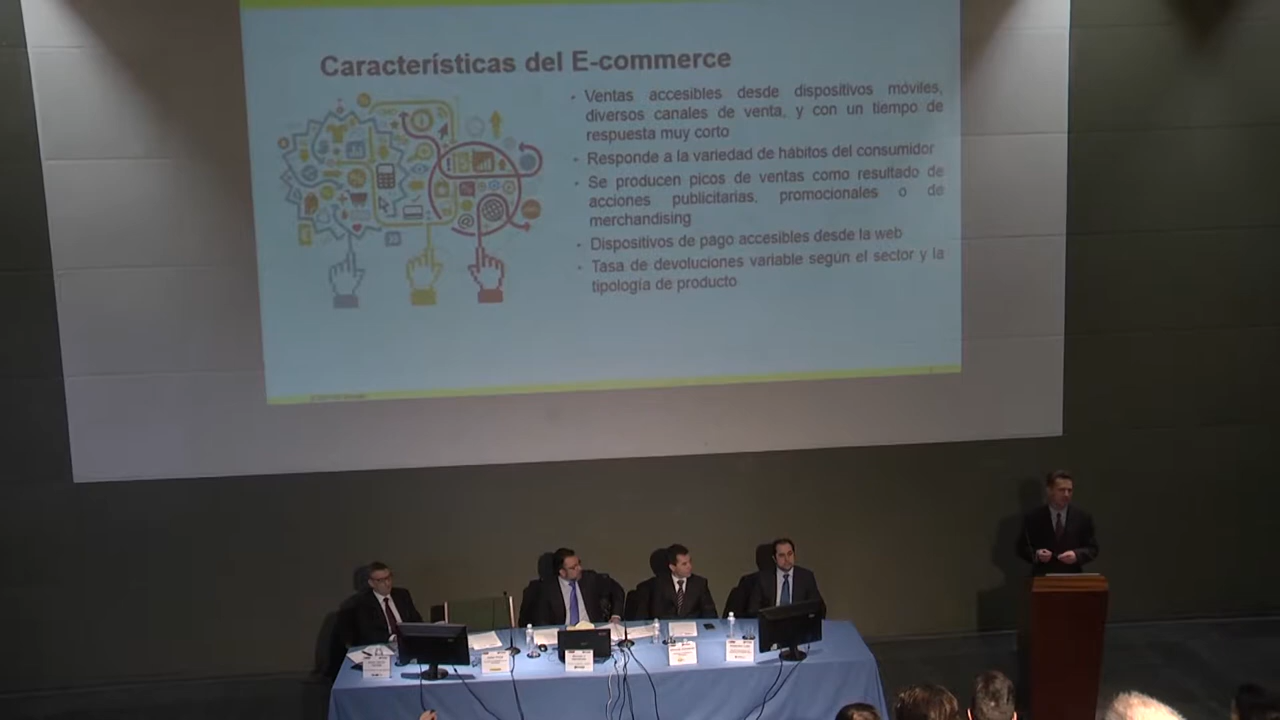 Características del E-commerce
- Ventas accesibles desde dispositivos móviles,
diversos canales de venta, y con un tiempo de
respuesta muy corto
- Responde a la variedad de hábitos del consumidor
- Se producen picos de ventas como resultado de
acciones publicitarias, promocionales o de
merchandising
- Dispositivos de pago accesibles desde la web
- Tasa de devoluciones variable según el sector y la
tipología de producto